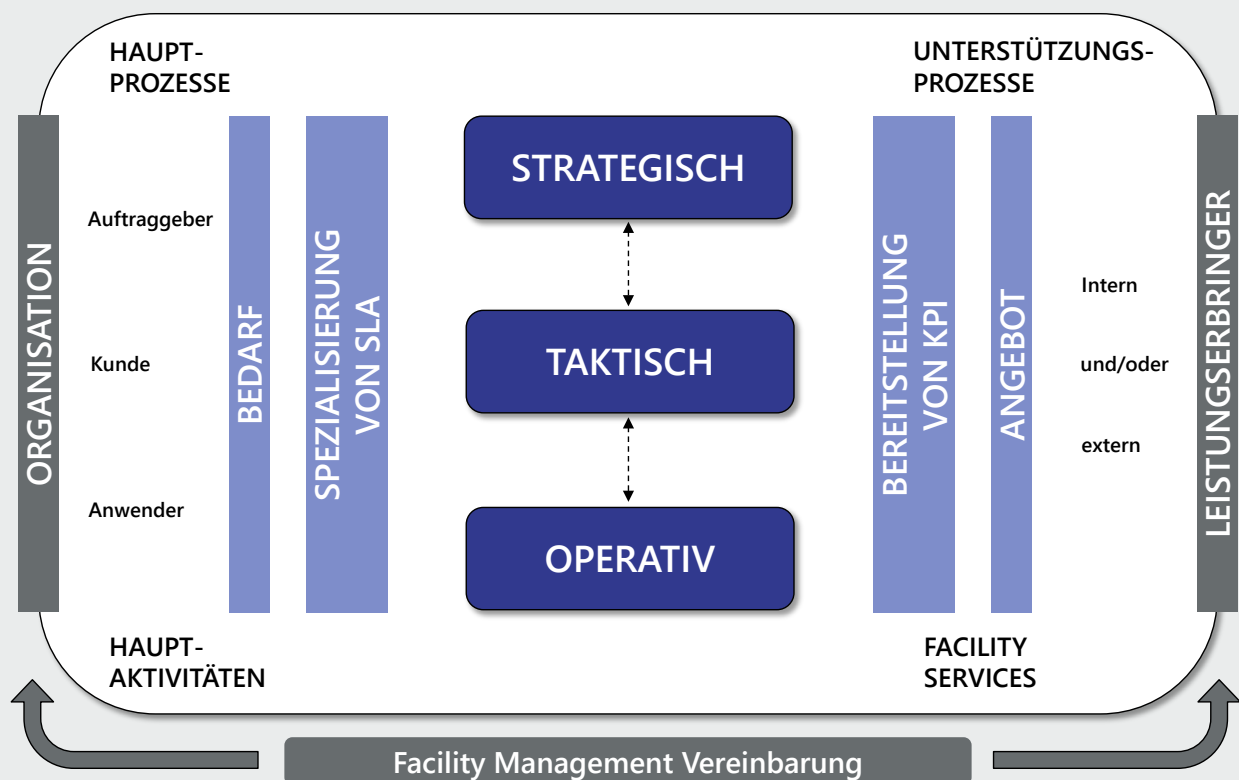 HAUPT-
PROZESSE
UNTERSTÜTZUNGS-
PROZESSE
ORGANISATION
Auftraggeber
Kunde
Anwender
BEDARF
SPEZIALISIERUNG
VON SLA
STRATEGISCH
TAKTISCH
OPERATIV
BEREITSTELLUNG
VON KPI
ANGEBOT
Intern
und/oder
extern
LEISTUNGSERBRINGER
HAUPT-
AKTIVITÄTEN
FACILITY
SERVICES
Facility Management Vereinbarung